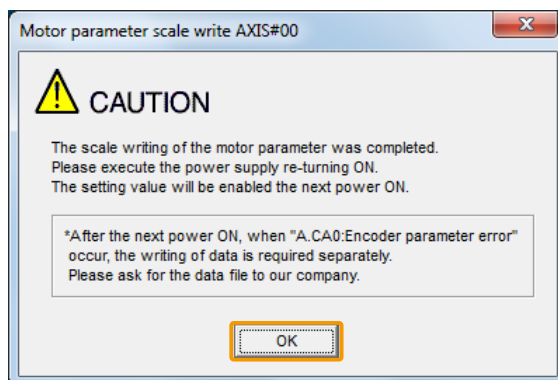 Motor parameter scale write AXIS#00
CAUTION
The scale writing of the motor parameter was completed.
Please execute the power supply re-turning ON.
The setting value will be enabled the next power ON.
*After the next power ON, when "A.CA0:Encoder parameter error"
occur, the writing of data is required separately.
Please ask for the data file to our company.
OK